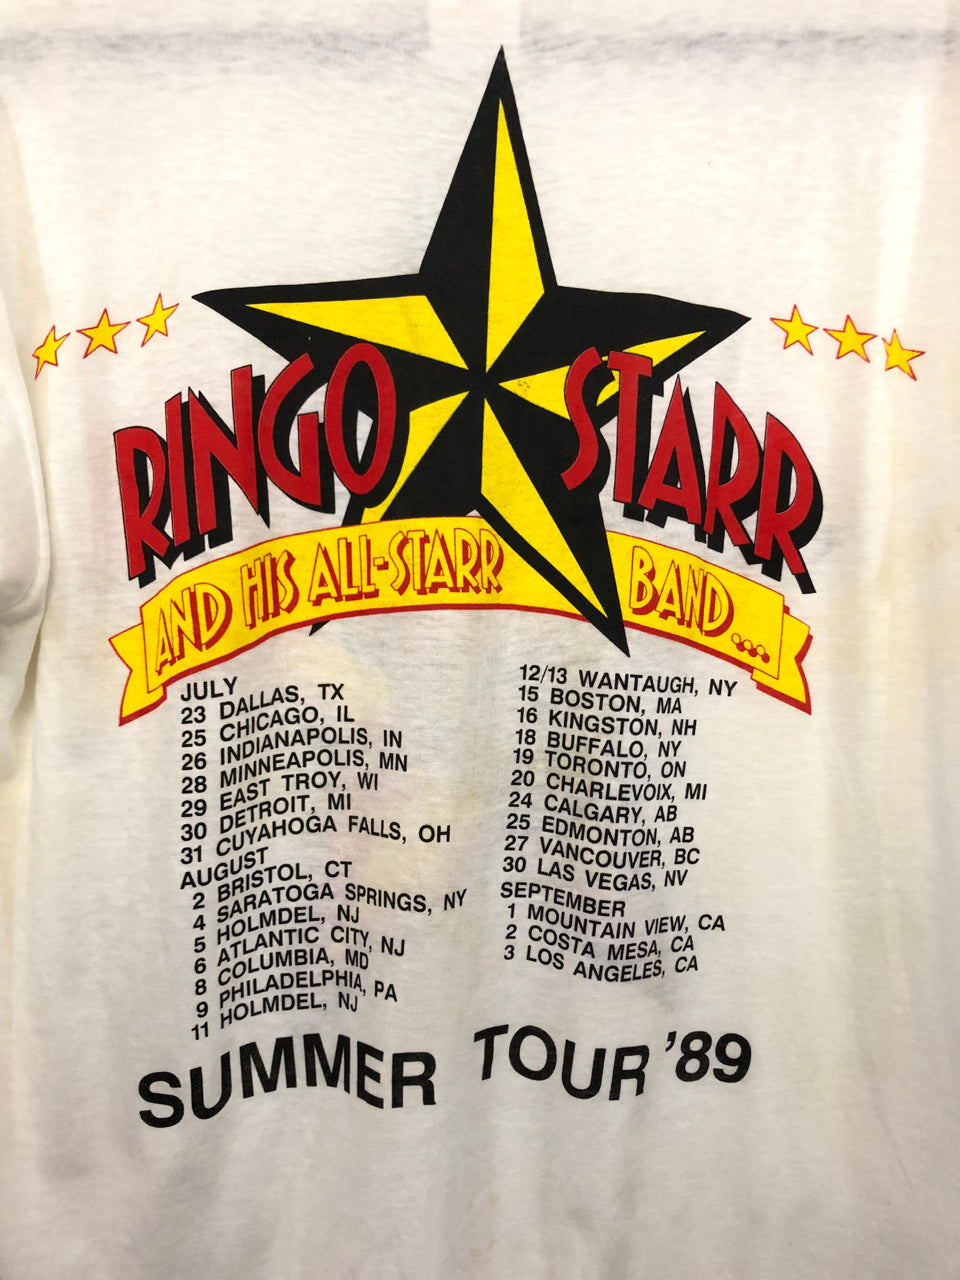 RINGO STARR
AND HIS ALL-STARR BAND...
JULY
23 DALLAS, TX
25 CHICAGO, IL
26 INDIANAPOLIS, IN
28 MINNEAPOLIS, MN
29 EAST TROY, WI
30 DETROIT, MI
31 CUYAHOGA FALLS, OH
AUGUST
2 BRISTOL, CT
4 SARATOGA SPRINGS, NY
5 HOLMDEL, NJ
6 ATLANTIC CITY, NJ
8 COLUMBIA, MD
9 PHILADELPHIA, PA
11 HOLMDEL, NJ
12/13 WANTAUGH, NY
15 BOSTON, MA
16 KINGSTON, NH
18 BUFFALO, NY
19 TORONTO, ON
20 CHARLEVOIX, MI
24 CALGARY, AB
25 EDMONTON, AB
27 VANCOUVER, BC
30 LAS VEGAS, NV
SEPTEMBER
1 MOUNTAIN VIEW, CA
2 COSTA MESA, CA
3 LOS ANGELES, CA
SUMMER TOUR '89